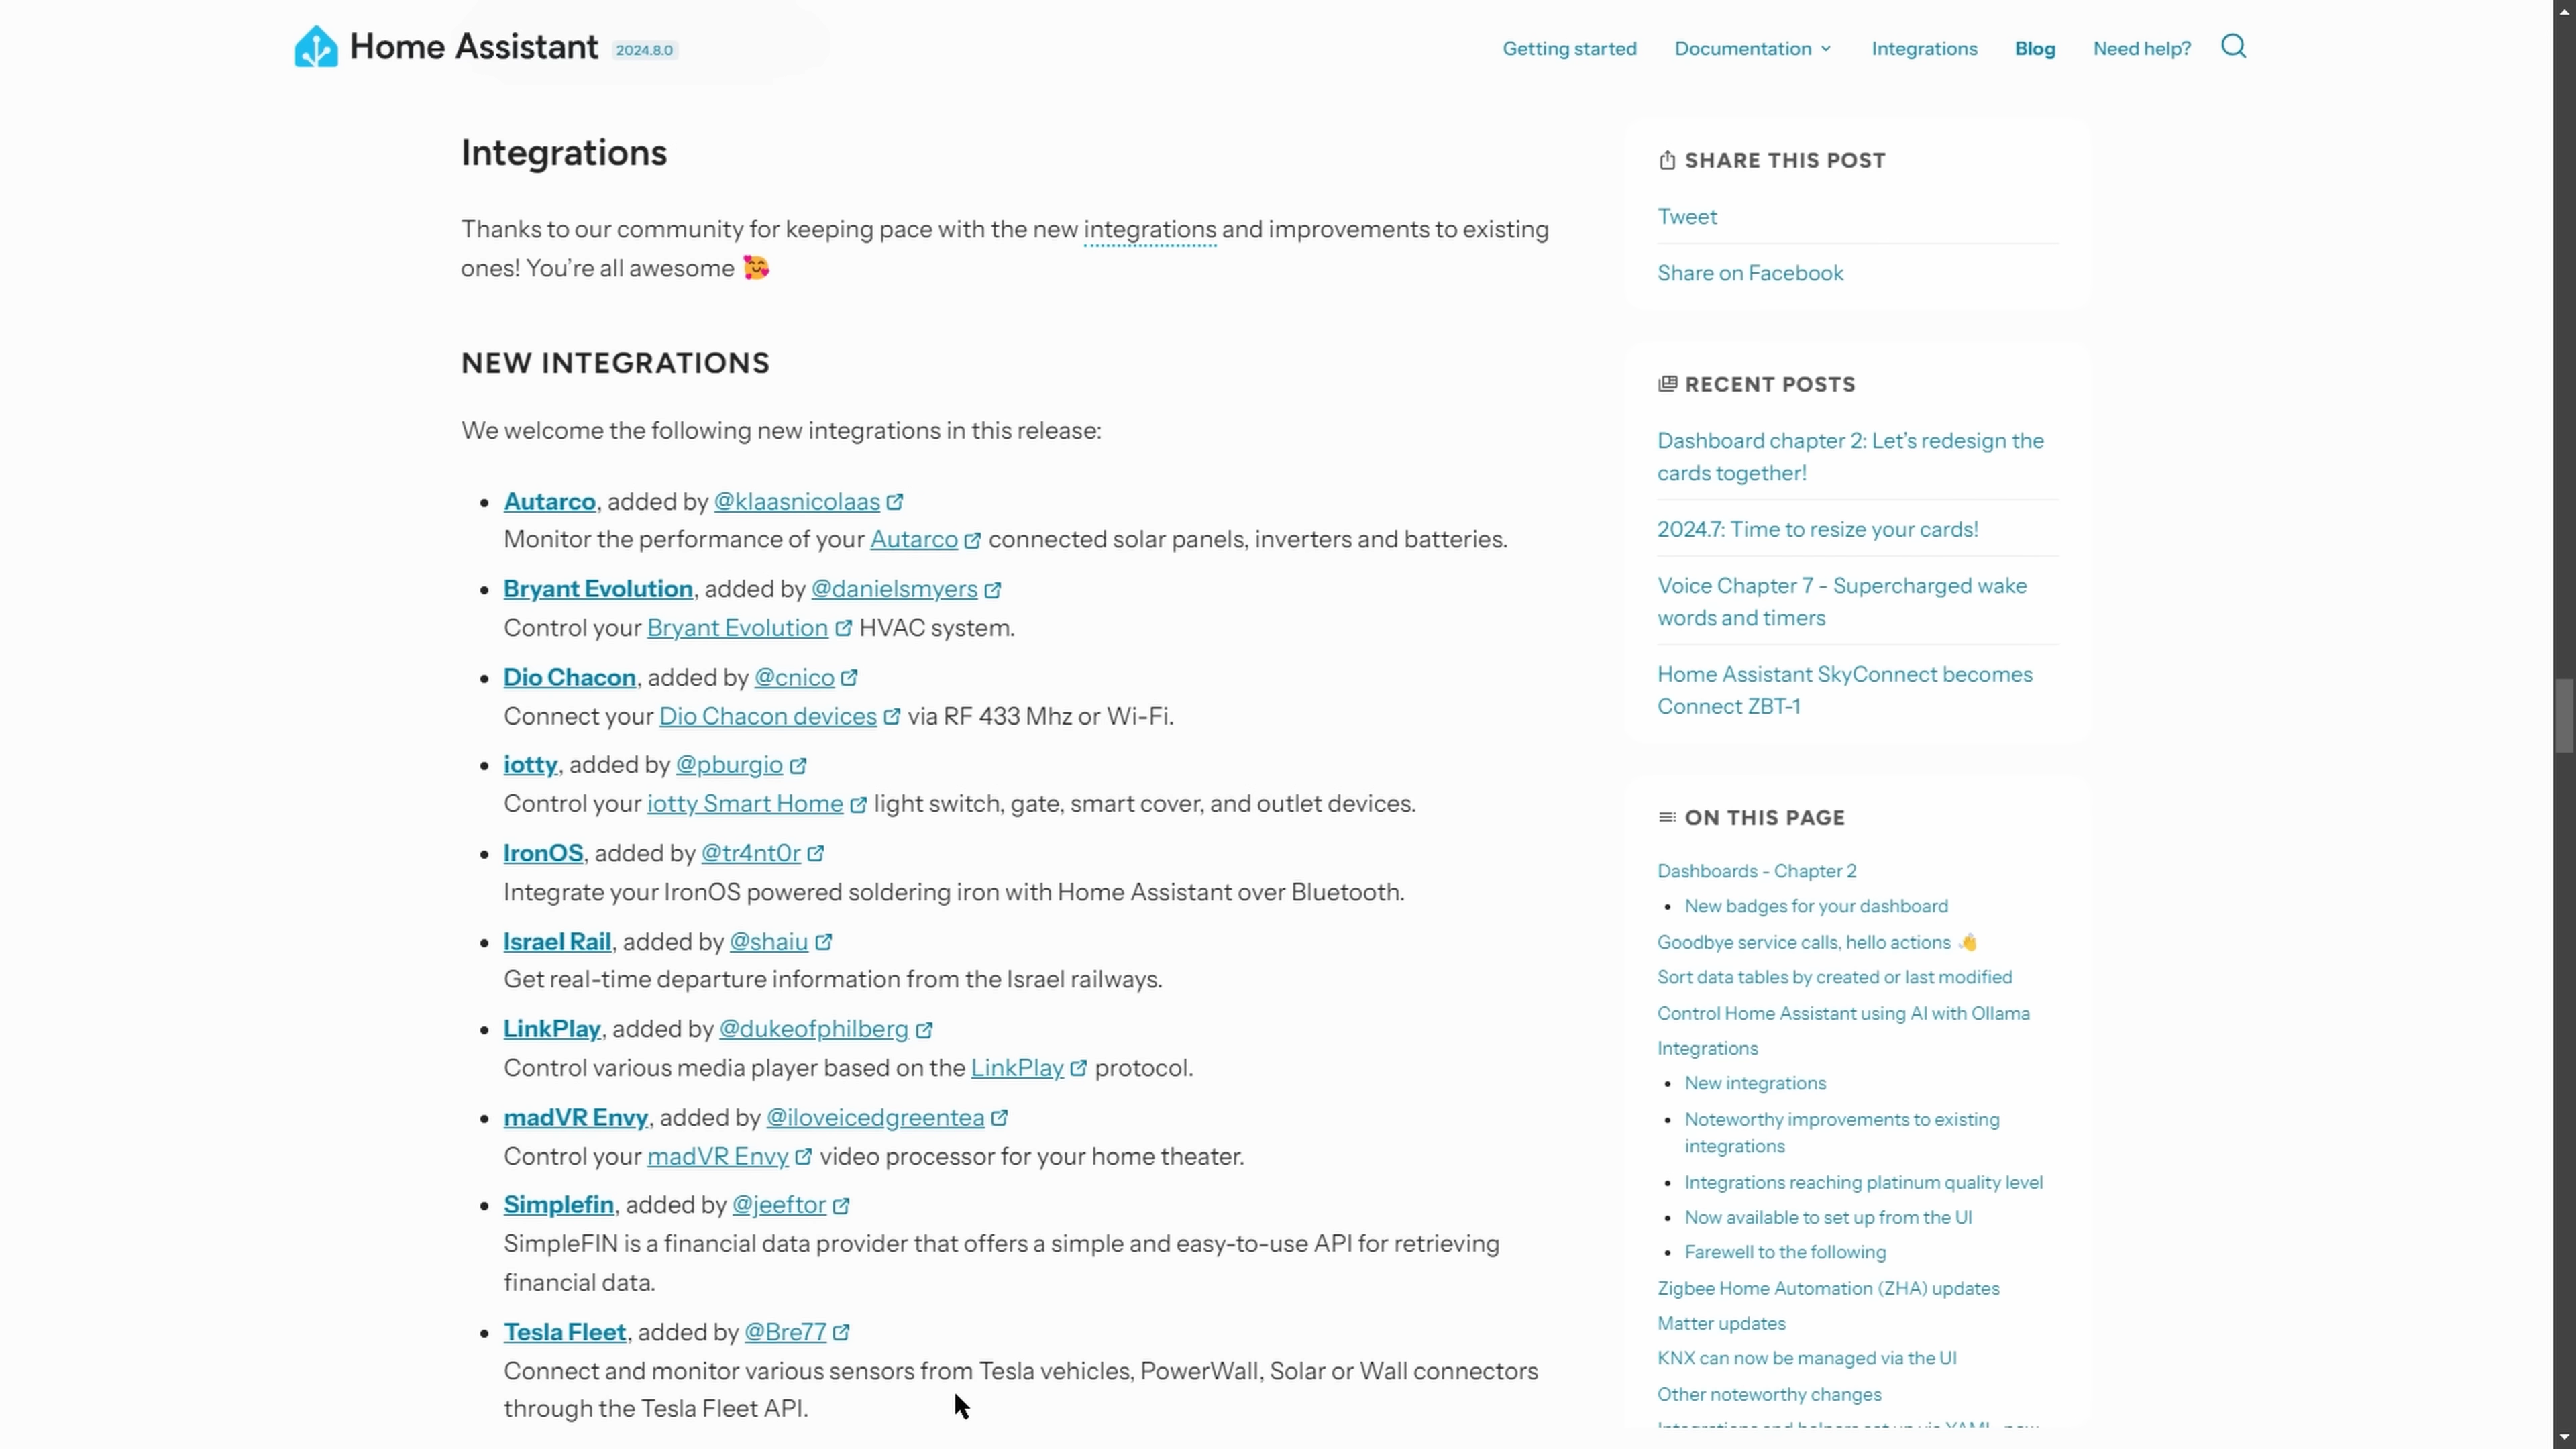 Home Assistant 2024.8.0
Getting started Documentation Integrations Blog Need help?
Integrations
Thanks to our community for keeping pace with the new integrations and improvements to existing
ones! You're all awesome 🥰
NEW INTEGRATIONS
We welcome the following new integrations in this release:
• Autarco, added by @klaasnicolaas
Monitor the performance of your Autarco connected solar panels, inverters and batteries.
• Bryant Evolution, added by @danielsmyers
Control your Bryant Evolution HVAC system.
• Dio Chacon, added by @cnico
Connect your Dio Chacon devices via RF 433 Mhz or Wi-Fi.
• iotty, added by @pburgio
Control your iotty Smart Home light switch, gate, smart cover, and outlet devices.
• IronOS, added by @tr4nt0r
Integrate your IronOS powered soldering iron with Home Assistant over Bluetooth.
• Israel Rail, added by @shaiu
Get real-time departure information from the Israel railways.
• LinkPlay, added by @dukeofphilberg
Control various media player based on the LinkPlay protocol.
• madVR Envy, added by @iloveicedgreentea
Control your madVR Envy video processor for your home theater.
• Simplefin, added by @jeeftor
SimpleFIN is a financial data provider that offers a simple and easy-to-use API for retrieving
financial data.
• Tesla Fleet, added by @Bre77
Connect and monitor various sensors from Tesla vehicles, PowerWall, Solar or Wall connectors
through the Tesla Fleet API.
SHARE THIS POST
Tweet
Share on Facebook
RECENT POSTS
Dashboard chapter 2: Let's redesign the
cards together!
2024.7: Time to resize your cards!
Voice Chapter 7 - Supercharged wake
words and timers
Home Assistant SkyConnect becomes
Connect ZBT-1
ON THIS PAGE
Dashboards - Chapter 2
• New badges for your dashboard
Goodbye service calls, hello actions 👋
Sort data tables by created or last modified
Control Home Assistant using AI with Ollama
Integrations
• New integrations
• Noteworthy improvements to existing
integrations
• Integrations reaching platinum quality level
• Now available to set up from the UI
• Farewell to the following
Zigbee Home Automation (ZHA) updates
Matter updates
KNX can now be managed via the UI
Other noteworthy changes